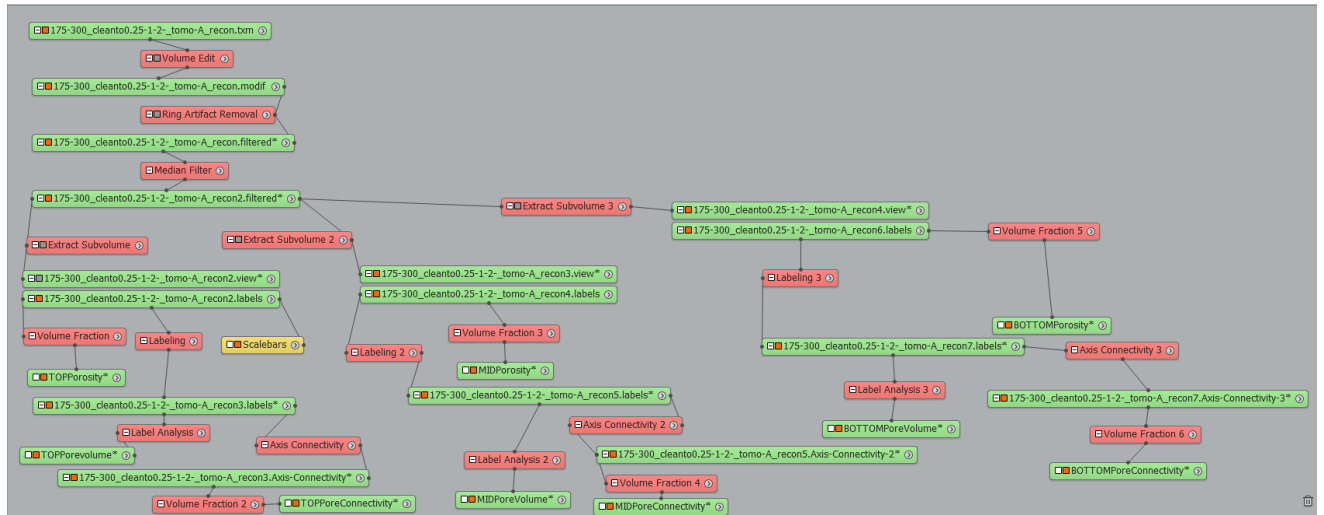 175-300_cleanto0.25-1-2-_tomo-A_recon.txm
Volume Edit
175-300_cleanto0.25-1-2-_tomo-A_recon.modif
Ring Artifact Removal
175-300_cleanto0.25-1-2-_tomo-A_recon.filtered*
Median Filter
175-300_cleanto0.25-1-2-_tomo-A_recon2.filtered*
Extract Subvolume 3
175-300_cleanto0.25-1-2-_tomo-A_recon4.view*
175-300_cleanto0.25-1-2-_tomo-A_recon6.labels
Volume Fraction 5
Extract Subvolume
Extract Subvolume 2
175-300_cleanto0.25-1-2-_tomo-A_recon2.view*
175-300_cleanto0.25-1-2-_tomo-A_recon3.view*
Labeling 3
175-300_cleanto0.25-1-2-_tomo-A_recon2.labels
175-300_cleanto0.25-1-2-_tomo-A_recon4.labels
BOTTOMPorosity*
Volume Fraction
Labeling
Scalebars
Volume Fraction 3
Labeling 2
175-300_cleanto0.25-1-2-_tomo-A_recon7.labels*
Axis Connectivity 3
TOPPorosity*
MIDPorosity*
175-300_cleanto0.25-1-2-_tomo-A_recon5.labels*
Label Analysis 3
175-300_cleanto0.25-1-2-_tomo-A_recon7.Axis-Connectivity-3*
175-300_cleanto0.25-1-2-_tomo-A_recon3.labels*
Label Analysis
Axis Connectivity 2
BOTTOMPoreVolume*
Volume Fraction 6
Axis Connectivity
TOPPorevolume*
Label Analysis 2
175-300_cleanto0.25-1-2-_tomo-A_recon5.Axis-Connectivity-2*
BOTTOMPoreConnectivity*
175-300_cleanto0.25-1-2-_tomo-A_recon3.Axis-Connectivity*
Volume Fraction 4
Volume Fraction 2
TOPPoreConnectivity*
MIDPoreVolume*
MIDPoreConnectivity*